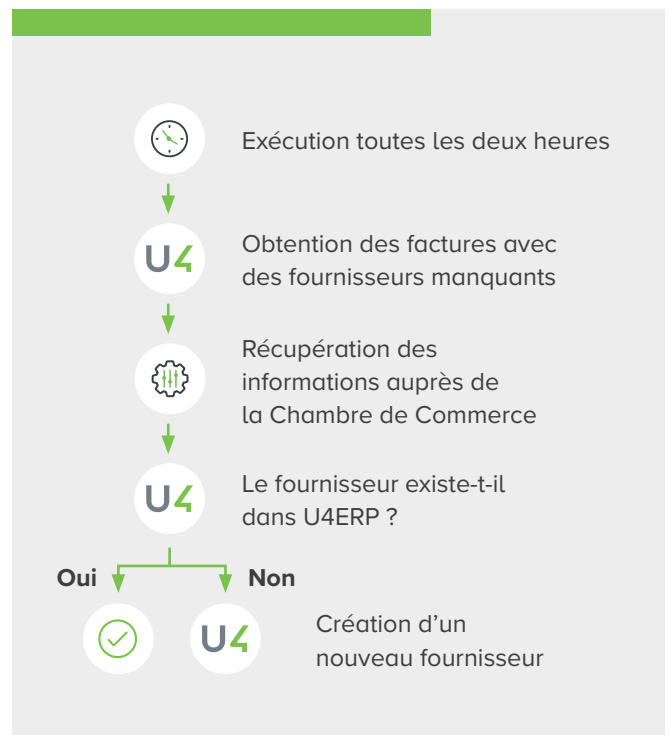 Exécution toutes les deux heures
U4
Obtention des factures avec
des fournisseurs manquants
Récupération des
informations auprès de
la Chambre de Commerce
U4
Le fournisseur existe-t-il
dans U4ERP ?
Oui
Non
U4
Création d’un
nouveau fournisseur